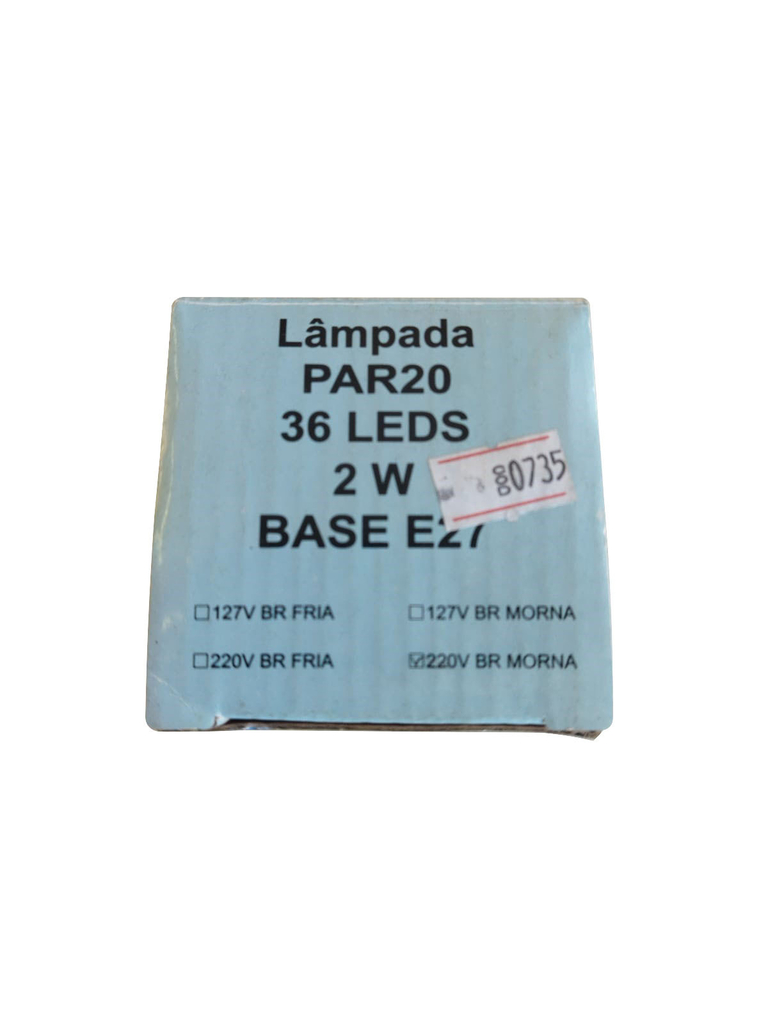 Lâmpada
PAR20
36 LEDS
2 W
80735
BASE E27
127V BR FRIA
127V BR MORNA
220V BR FRIA
220V BR MORNA